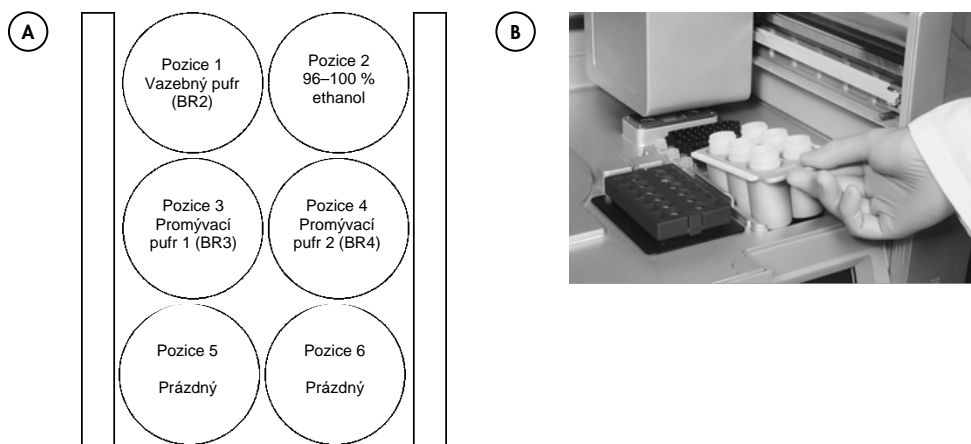 A
Pozice 1
Vazebný pufr
(BR2)
Pozice 2
96–100 %
ethanol
Pozice 3
Promývací
pufr 1 (BR3)
Pozice 4
Promývací
pufr 2 (BR4)
Pozice 5
Prázdný
Pozice 6
Prázdný
B